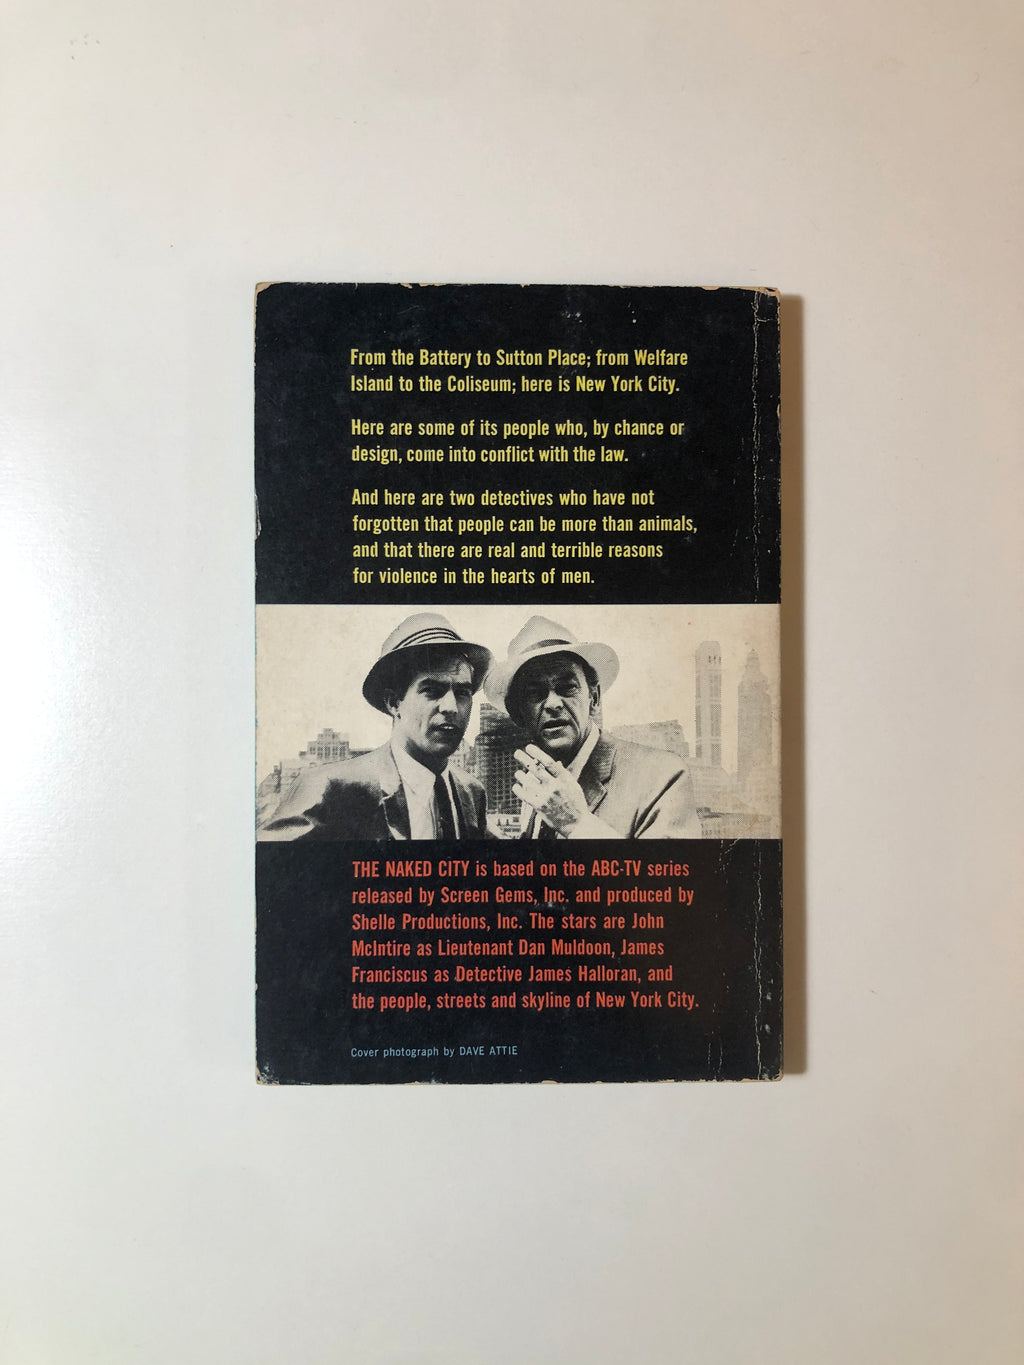 From the Battery to Sutton Place; from Welfare
Island to the Coliseum; here is New York City.
Here are some of its people who, by chance or
design, come into conflict with the law.
And here are two detectives who have not
forgotten that people can be more than animals,
and that there are real and terrible reasons
for violence in the hearts of men.
THE NAKED CITY is based on the ABC-TV series
released by Screen Gems, Inc. and produced by
Shelle Productions, Inc. The stars are John
McIntire as Lieutenant Dan Muldoon, James
Franciscus as Detective James Halloran, and
the people, streets and skyline of New York City.
Cover photograph by DAVE ATTIE